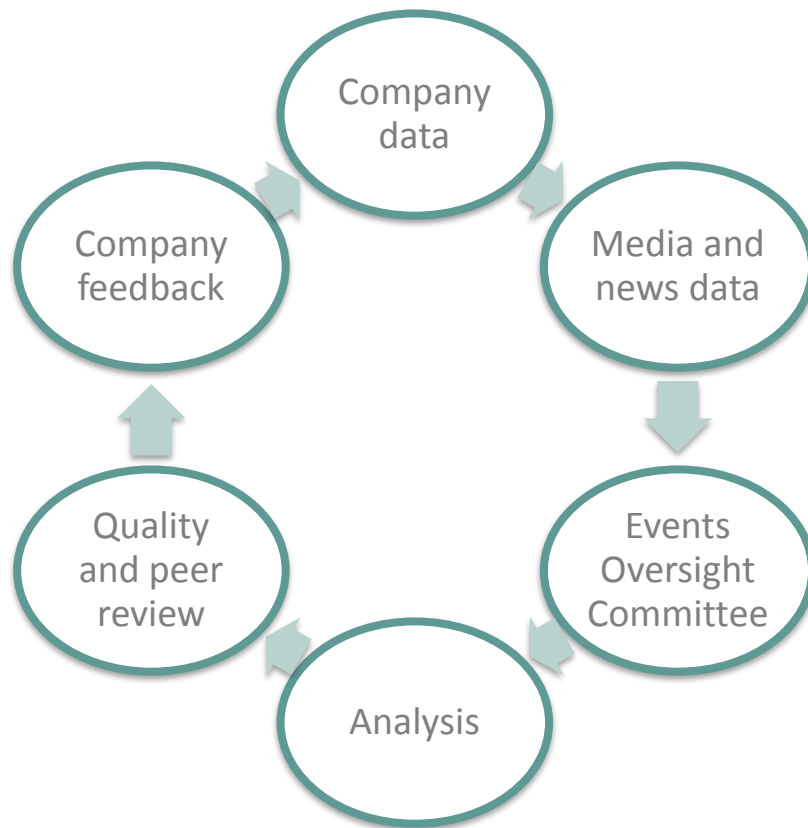 Company
data
Media and
news data
Events
Oversight
Committee
Analysis
Quality
and peer
review
Company
feedback